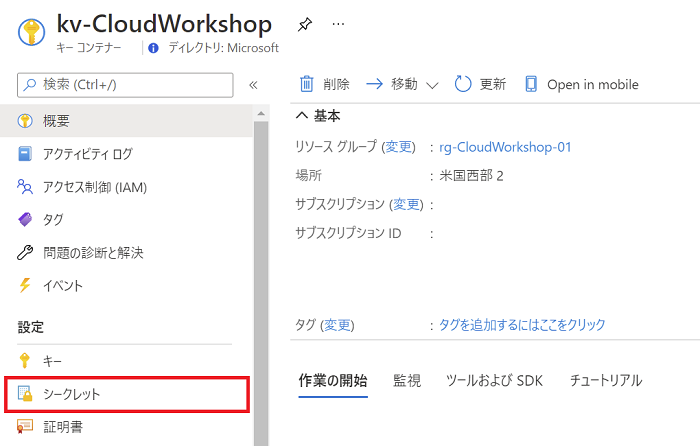 kv-CloudWorkshop
キー コンテナー ディレクトリ: Microsoft
検索 (Ctrl+/)
概要
アクティビティ ログ
アクセス制御 (IAM)
タグ
問題の診断と解決
イベント
設定
キー
シークレット
証明書
削除 移動 更新 Open in mobile
基本
リソース グループ (変更) : rg-CloudWorkshop-01
場所 : 米国西部 2
サブスクリプション (変更) :
サブスクリプション ID :
タグ (変更) : タグを追加するにはここをクリック
作業の開始 監視 ツールおよび SDK チュートリアル